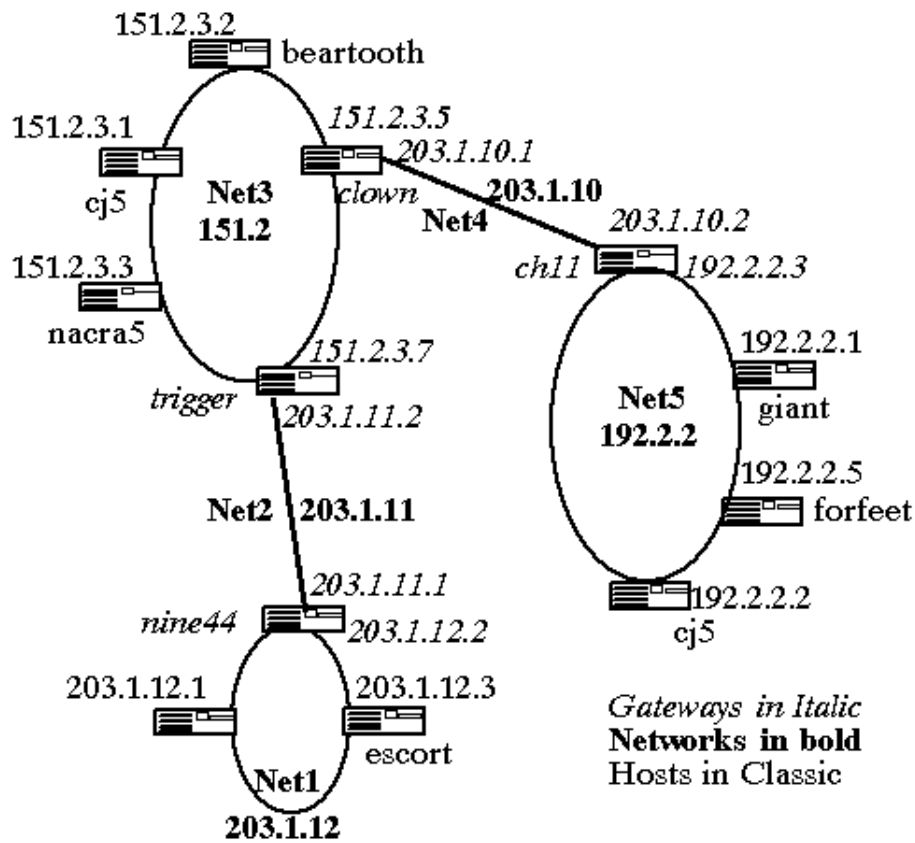 151.2.3.2
beartooth
151.2.3.1
cj5
151.2.3.5
203.1.10.1
clown
Net3
151.2
203.1.10
Net4
203.1.10.2
ch11
192.2.2.3
151.2.3.3
nacra5
151.2.3.7
trigger
203.1.11.2
192.2.2.1
giant
Net5
192.2.2
192.2.2.5
forfeet
Net2 203.1.11
192.2.2.2
cj5
203.1.11.1
nine44
203.1.12.2
203.1.12.1
203.1.12.3
escort
Net1
203.1.12
Gateways in Italic
Networks in bold
Hosts in Classic